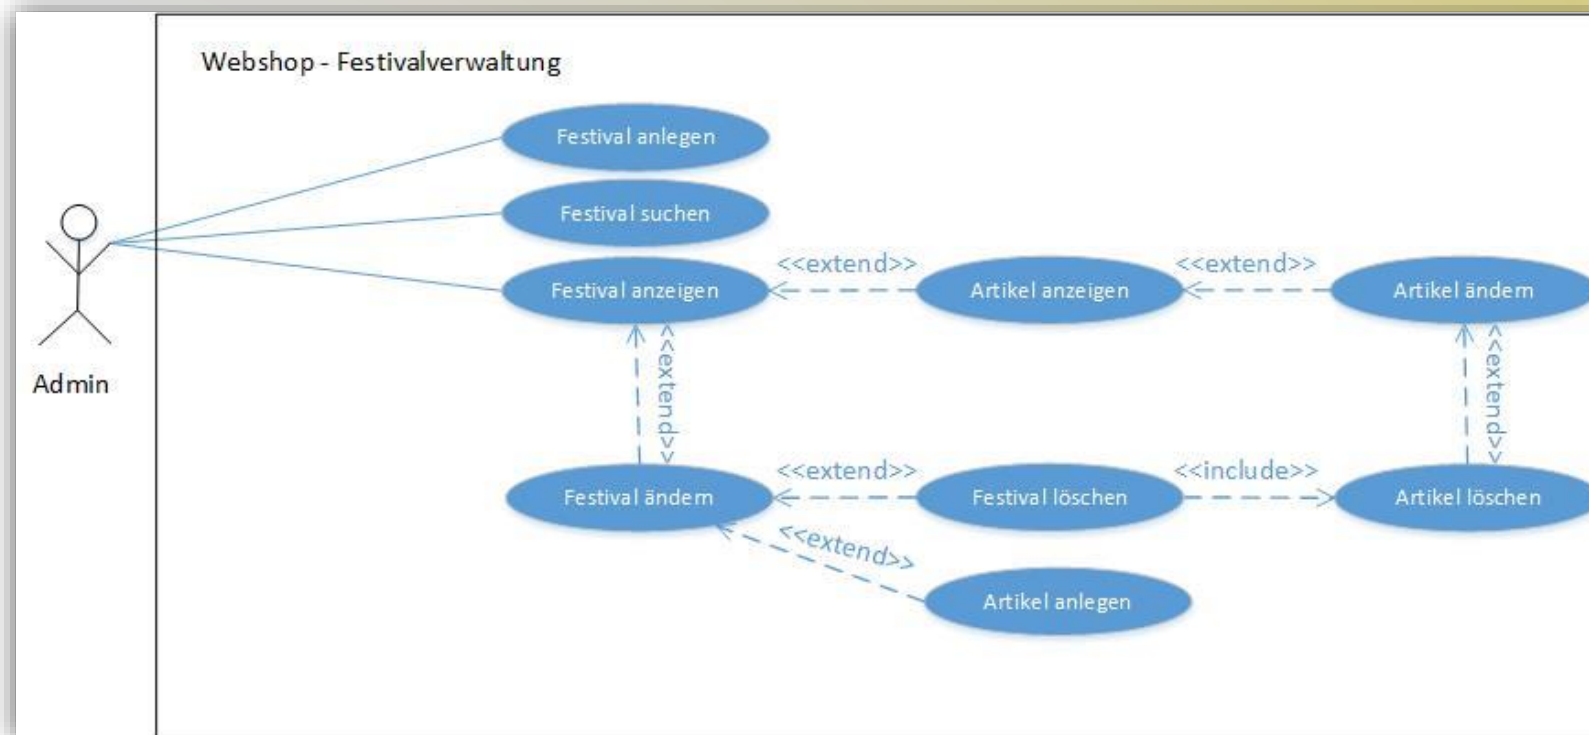 Webshop - Festivalverwaltung
Festival anlegen
Festival suchen
<<extend>>
<<extend>>
Festival anzeigen
Artikel anzeigen
Artikel ändern
<<extend>>
<<extend>>
Admin
<<extend>>
<<include>>
Festival ändern
Festival löschen
Artikel löschen
<<extend>>
Artikel anlegen